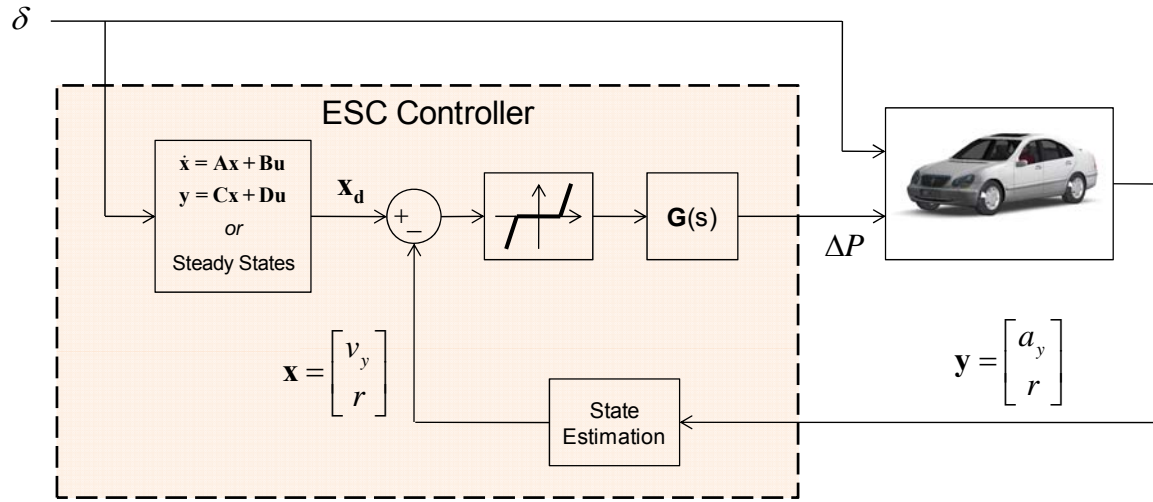 δ
ESC Controller
ẋ = Ax + Bu
y = Cx + Du
or
Steady States
x_d
+
−
G(s)
ΔP
x = [v_y
r]
State
Estimation
y = [a_y
r]